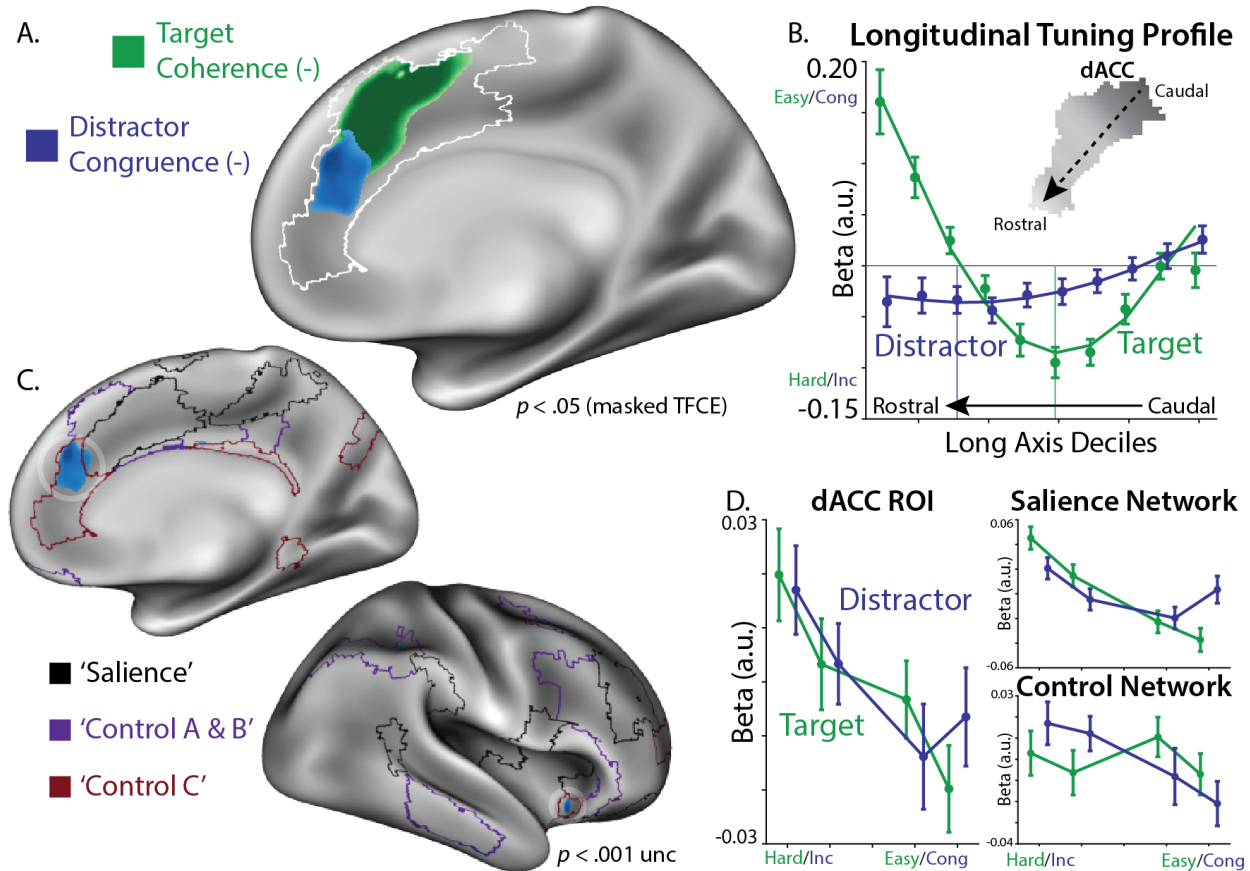 A.
Target
Coherence (-)
Distractor
Congruence (-)
p < .05 (masked TFCE)
B.
Longitudinal Tuning Profile
dACC
0.20
Easy/Cong
Caudal
Rostral
Beta (a.u.)
Distractor
Target
Hard/Inc
-0.15
Rostral
Caudal
Long Axis Deciles
C.
'Salience'
'Control A & B'
'Control C'
p < .001 unc
D.
dACC ROI
0.03
Distractor
Beta (a.u.)
Target
-0.03
Hard/Inc
Easy/Cong
Salience Network
0.06
Beta (a.u.)
-0.06
Control Network
0.03
Beta (a.u.)
-0.04
Hard/Inc
Easy/Cong